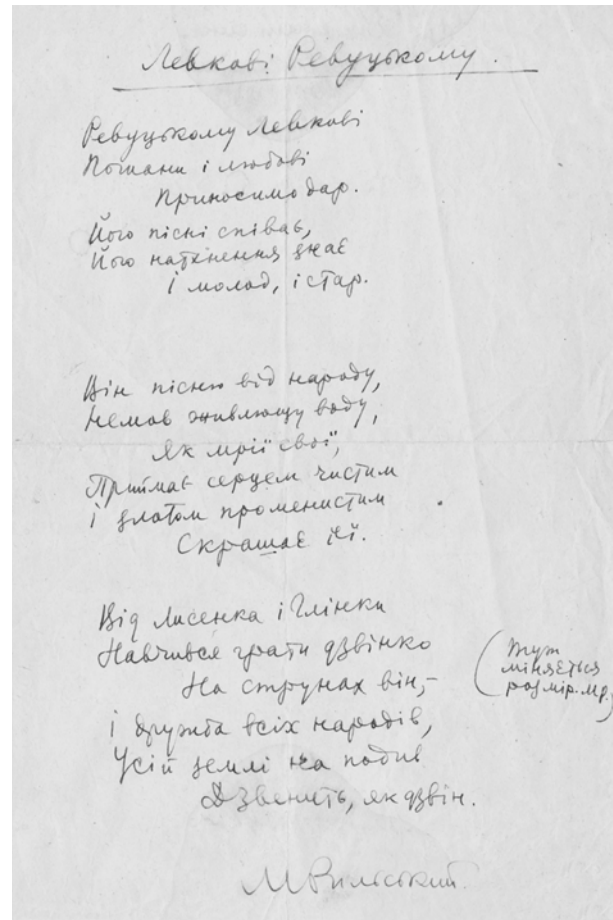 Левкові Ревуцькому.
Ревуцькому Левкові
Пошани і любові
Приносимо дар.
Його пісні співає,
Його натхнення знає
І молод, і стар.
Він пісню від народу,
Немов живлющу воду,
Як мрії свої,
Приймає серцем чистим
І златом променистим
Скрашає її.
Від Лисенка і Глінки
Навчився грати дзвінко
На струнах він,–
І дружба всіх народів,
Усій землі на подив
Дзвенить, як дзвін.
(Тут
міняється
розмір. М.Р.)
М Рильський.